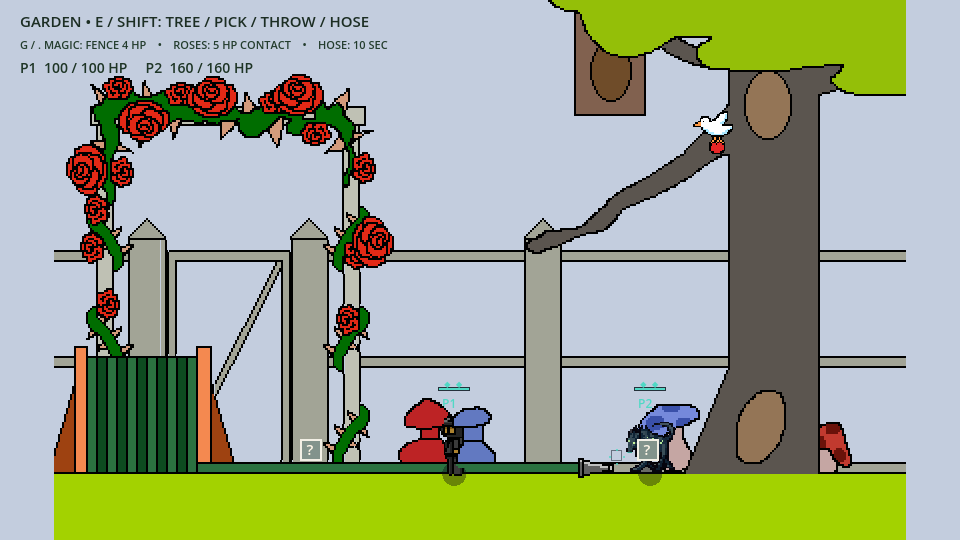 GARDEN • E / SHIFT: TREE / PICK / THROW / HOSE
G / . MAGIC: FENCE 4 HP • ROSES: 5 HP CONTACT • HOSE: 10 SEC
P1 100 / 100 HP P2 160 / 160 HP
P1 P2
? ?